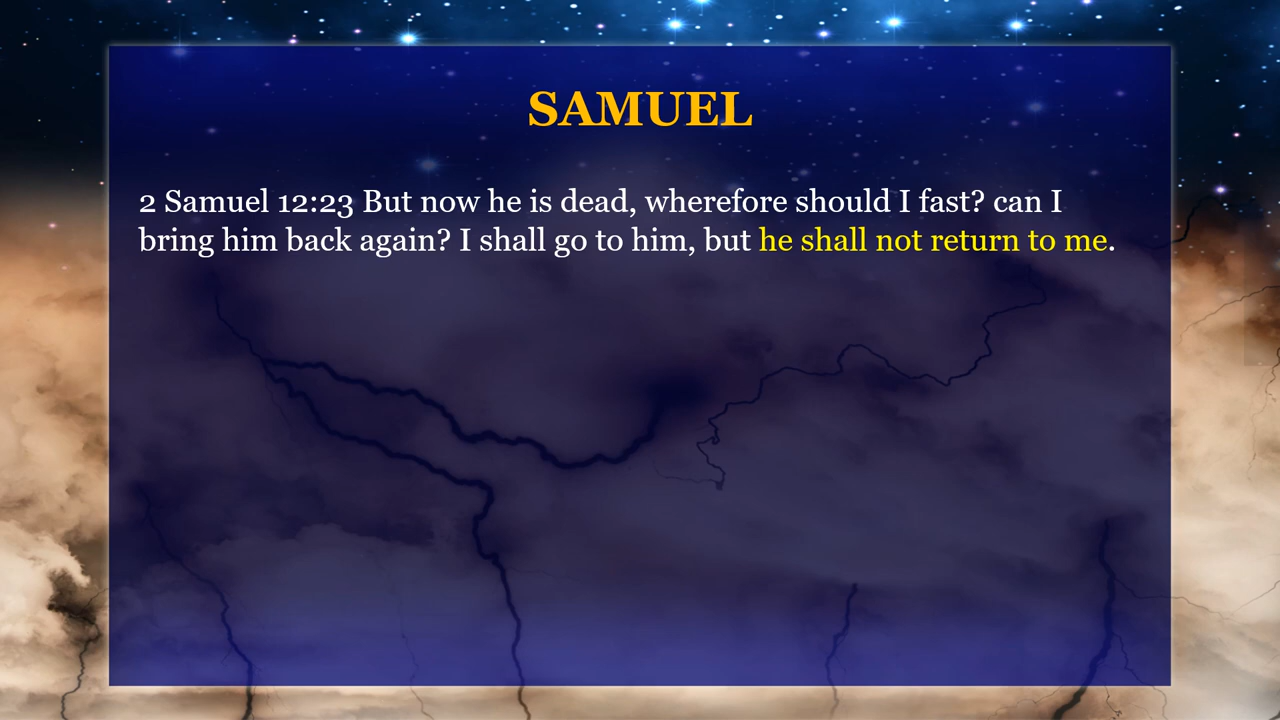 SAMUEL
2 Samuel 12:23 But now he is dead, wherefore should I fast? can I
bring him back again? I shall go to him, but he shall not return to me.